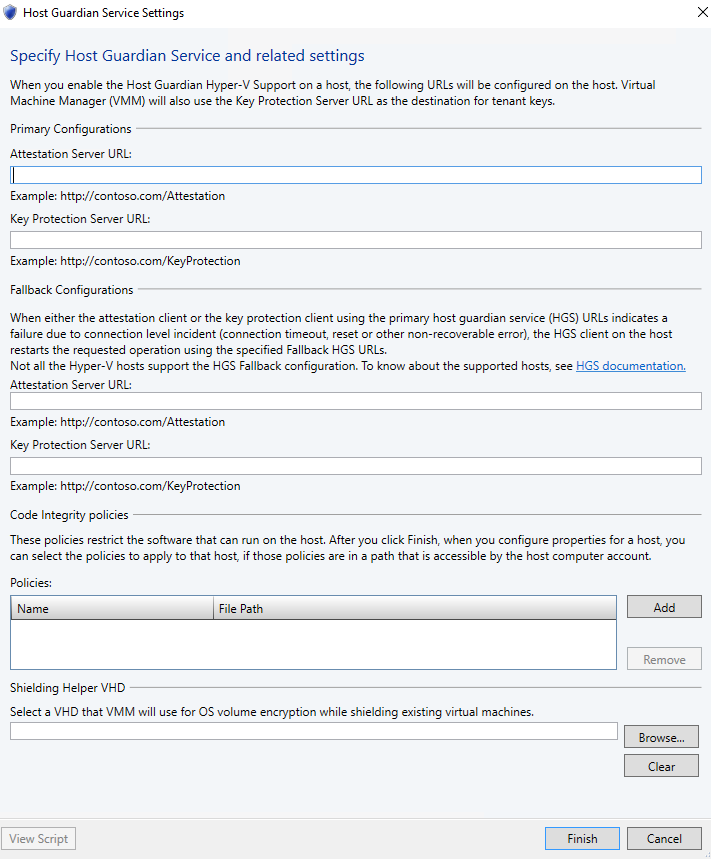 Host Guardian Service Settings
Specify Host Guardian Service and related settings
When you enable the Host Guardian Hyper-V Support on a host, the following URLs will be configured on the host. Virtual
Machine Manager (VMM) will also use the Key Protection Server URL as the destination for tenant keys.
Primary Configurations
Attestation Server URL:
Example: http://contoso.com/Attestation
Key Protection Server URL:
Example: http://contoso.com/KeyProtection
Fallback Configurations
When either the attestation client or the key protection client using the primary host guardian service (HGS) URLs indicates a
failure due to connection level incident (connection timeout, reset or other non-recoverable error), the HGS client on the host
restarts the requested operation using the specified Fallback HGS URLs.
Not all the Hyper-V hosts support the HGS Fallback configuration. To know about the supported hosts, see HGS documentation.
Attestation Server URL:
Example: http://contoso.com/Attestation
Key Protection Server URL:
Example: http://contoso.com/KeyProtection
Code Integrity policies
These policies restrict the software that can run on the host. After you click Finish, when you configure properties for a host, you
can select the policies to apply to that host, if those policies are in a path that is accessible by the host computer account.
Policies:
Name File Path
Add
Remove
Shielding Helper VHD
Select a VHD that VMM will use for OS volume encryption while shielding existing virtual machines.
Browse...
Clear
View Script Finish Cancel